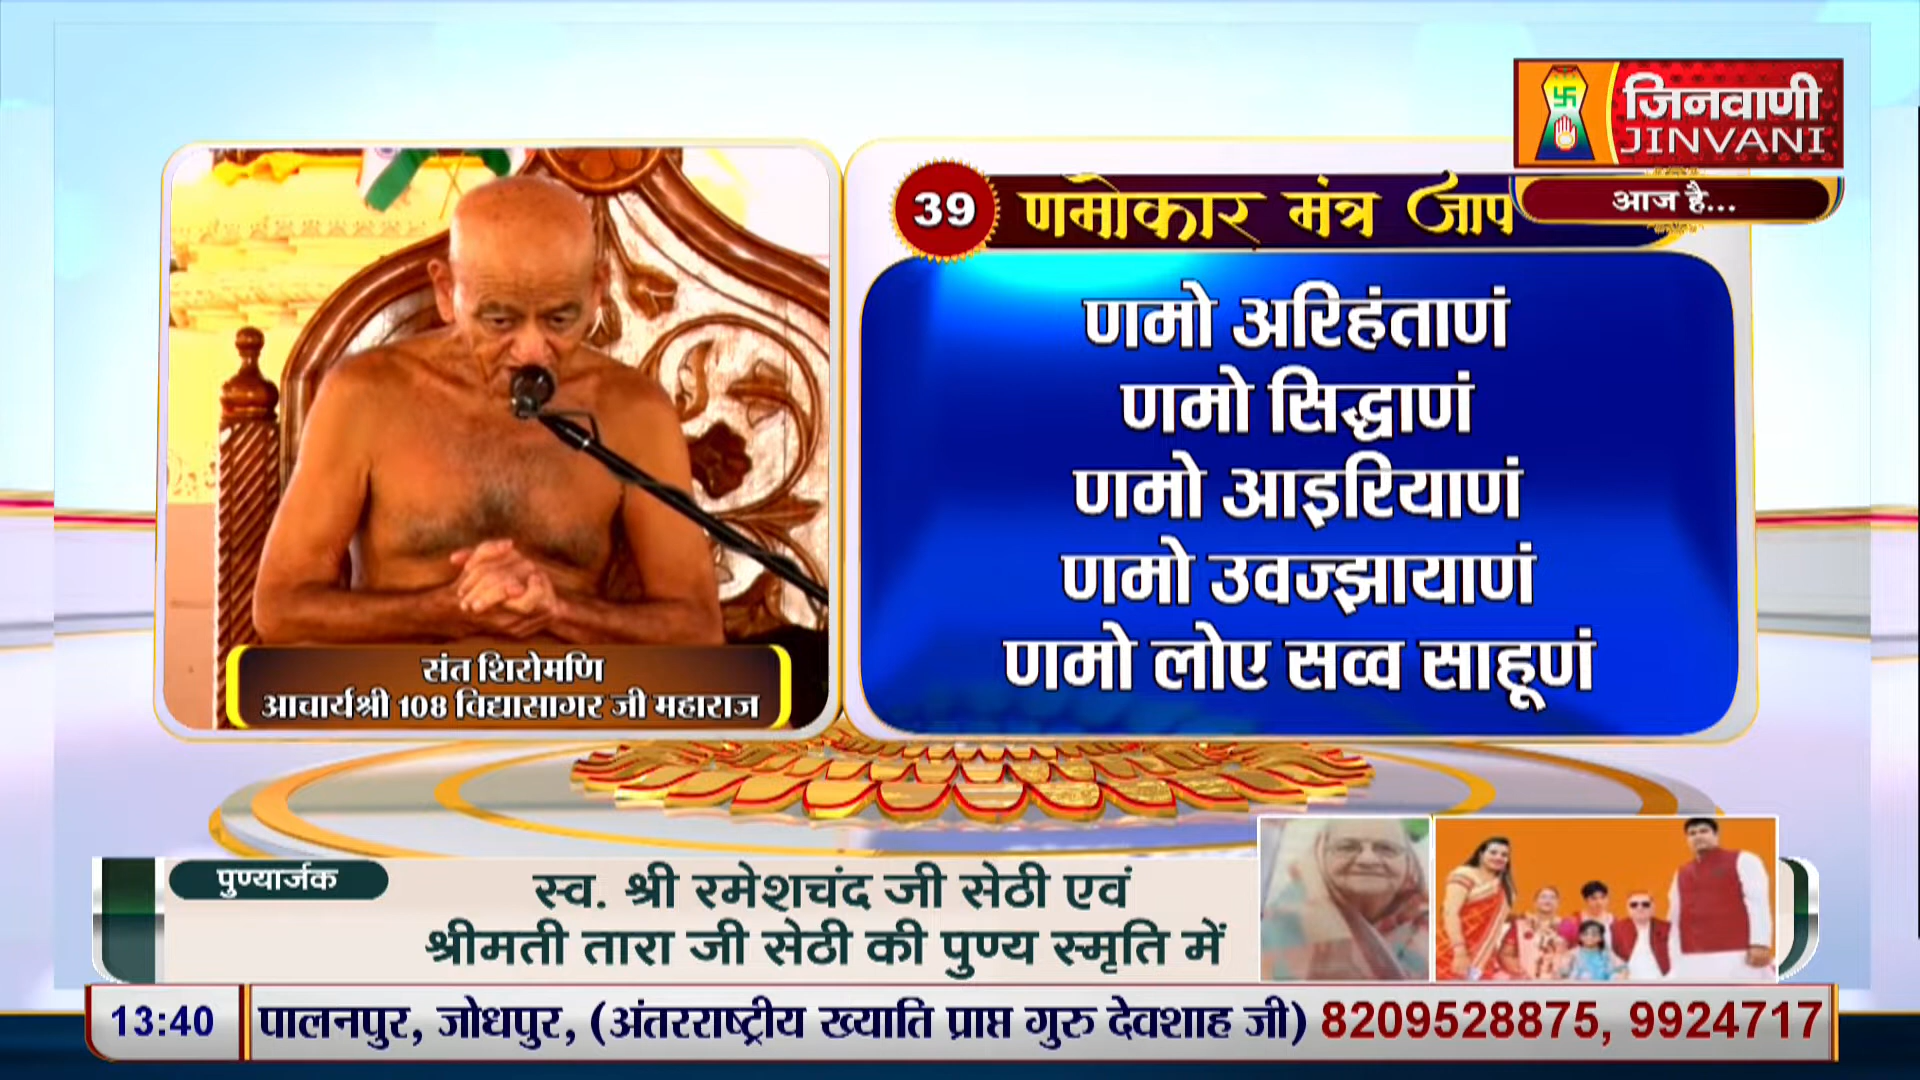 जिनवाणी
JINVANI
आज है...
39 णमोकार मंत्र जाप
णमो अरिहंताणं
णमो सिद्धाणं
णमो आइरियाणं
णमो उवज्झायाणं
णमो लोए सव्व साहूणं
संत शिरोमणि
आचार्यश्री 108 विद्यासागर जी महाराज
पुण्यार्जक
स्व. श्री रमेशचंद जी सेठी एवं
श्रीमती तारा जी सेठी की पुण्य स्मृति में
13:40 पालनपुर, जोधपुर, (अंतरराष्ट्रीय ख्याति प्राप्त गुरु देवशाह जी) 8209528875, 9924717